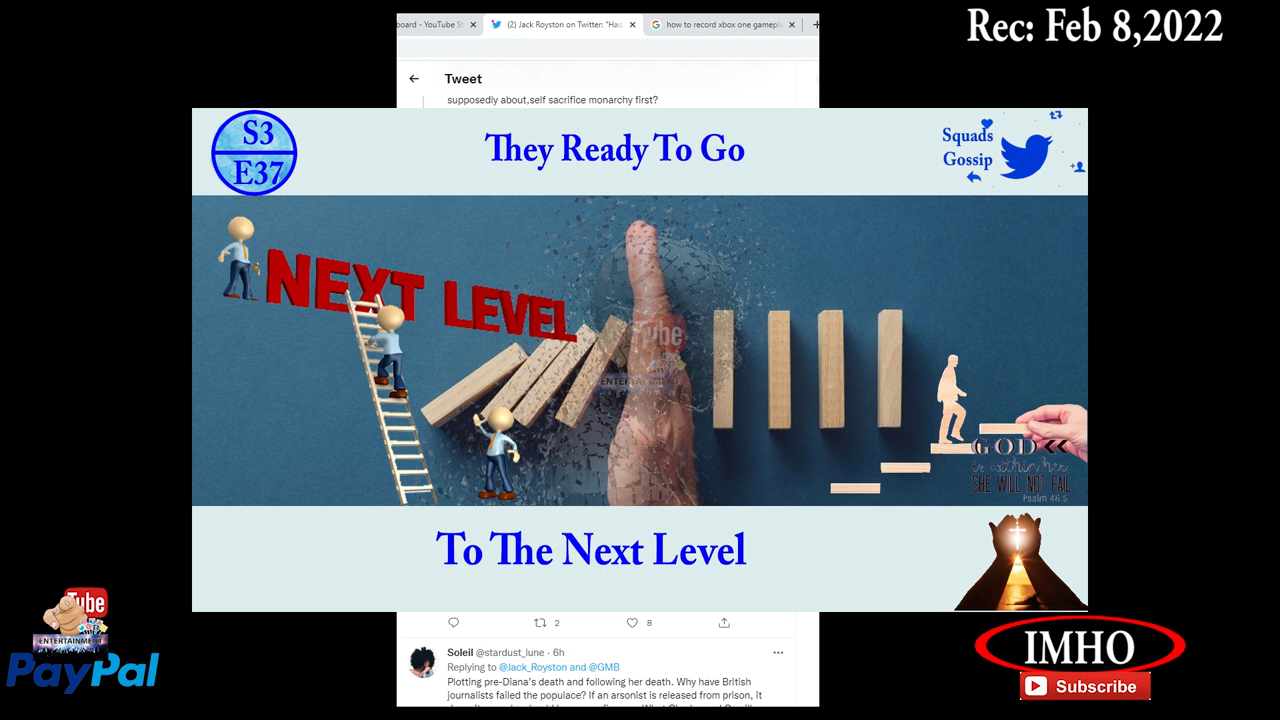 Rec: Feb 8,2022
board - YouTube St
(2) Jack Royston on Twitter: "Had
how to record xbox one gamepla
Tweet
supposedly about,self sacrifice monarchy first?
S3
E37
They Ready To Go
Squads
Gossip
NEXT LEVEL
Tube
ENTERTAINMENT
GOD
is within her
SHE WILL NOT FAIL
Psalm 46:5
To The Next Level
2
8
Soleil @stardust_lune · 6h
Replying to @Jack_Royston and @GMB
Plotting pre-Diana's death and following her death. Why have British
journalists failed the populace? If an arsonist is released from prison, it
Tube
ENTERTAINMENT
PayPal
IMHO
Subscribe